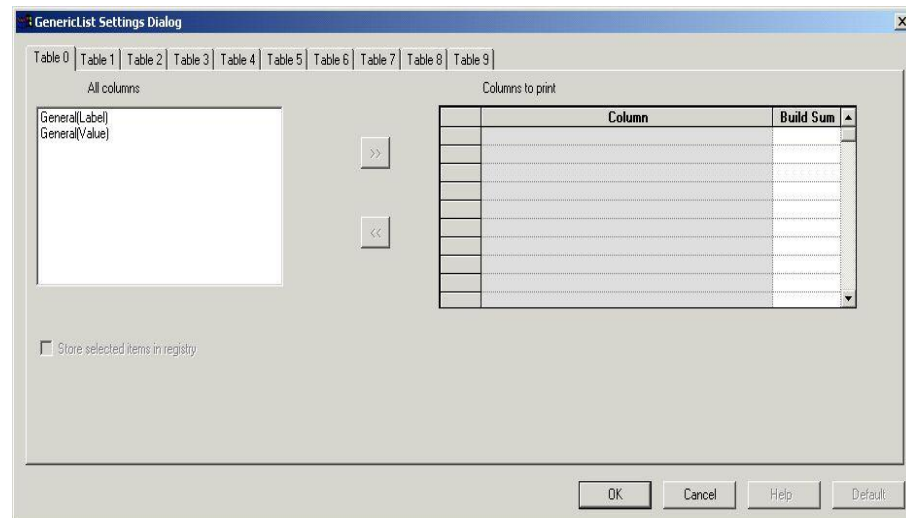 GenericList Settings Dialog
Table 0 Table 1 Table 2 Table 3 Table 4 Table 5 Table 6 Table 7 Table 8 Table 9
All columns
Columns to print
General(Label)
General(Value)
Column Build Sum
>>
<<
Store selected items in registry
OK Cancel Help Default